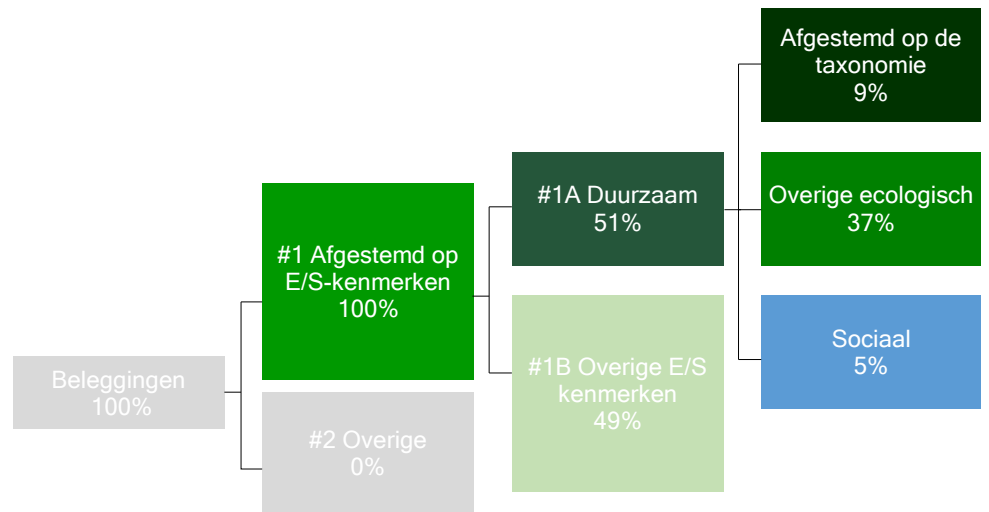 Beleggingen
100%
#1 Afgestemd op
E/S-kenmerken
100%
#2 Overige
0%
#1A Duurzaam
51%
#1B Overige E/S
kenmerken
49%
Afgestemd op de
taxonomie
9%
Overige ecologisch
37%
Sociaal
5%